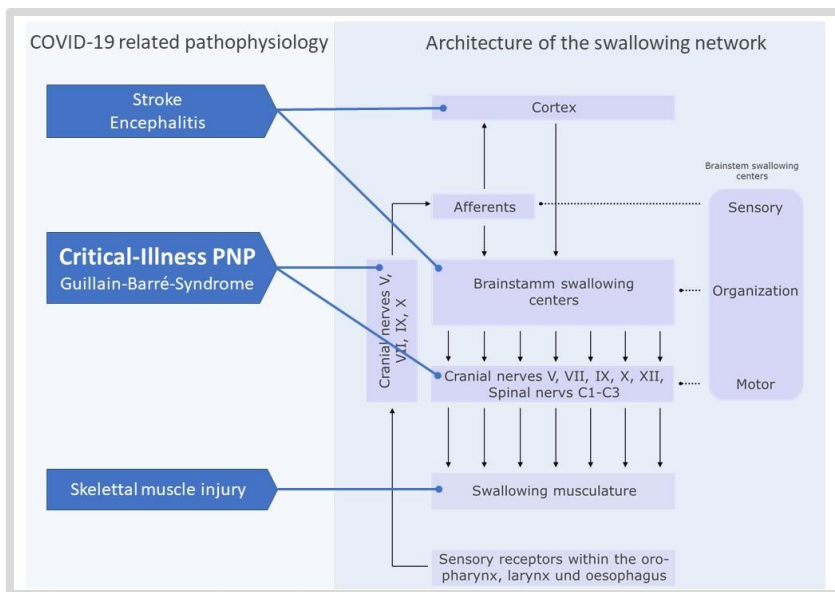 COVID-19 related pathophysiology
Architecture of the swallowing network
Stroke
Encephalitis
Cortex
Brainstem swallowing
centers
Afferents
Sensory
Critical-Illness PNP
Guillain-Barré-Syndrome
Cranial nerves V,
VII, IX, X
Brainstamm swallowing
centers
Organization
Cranial nerves V, VII, IX, X, XII,
Spinal nervs C1-C3
Motor
Skelettal muscle injury
Swallowing musculature
Sensory receptors within the oro-
pharynx, larynx und oesophagus